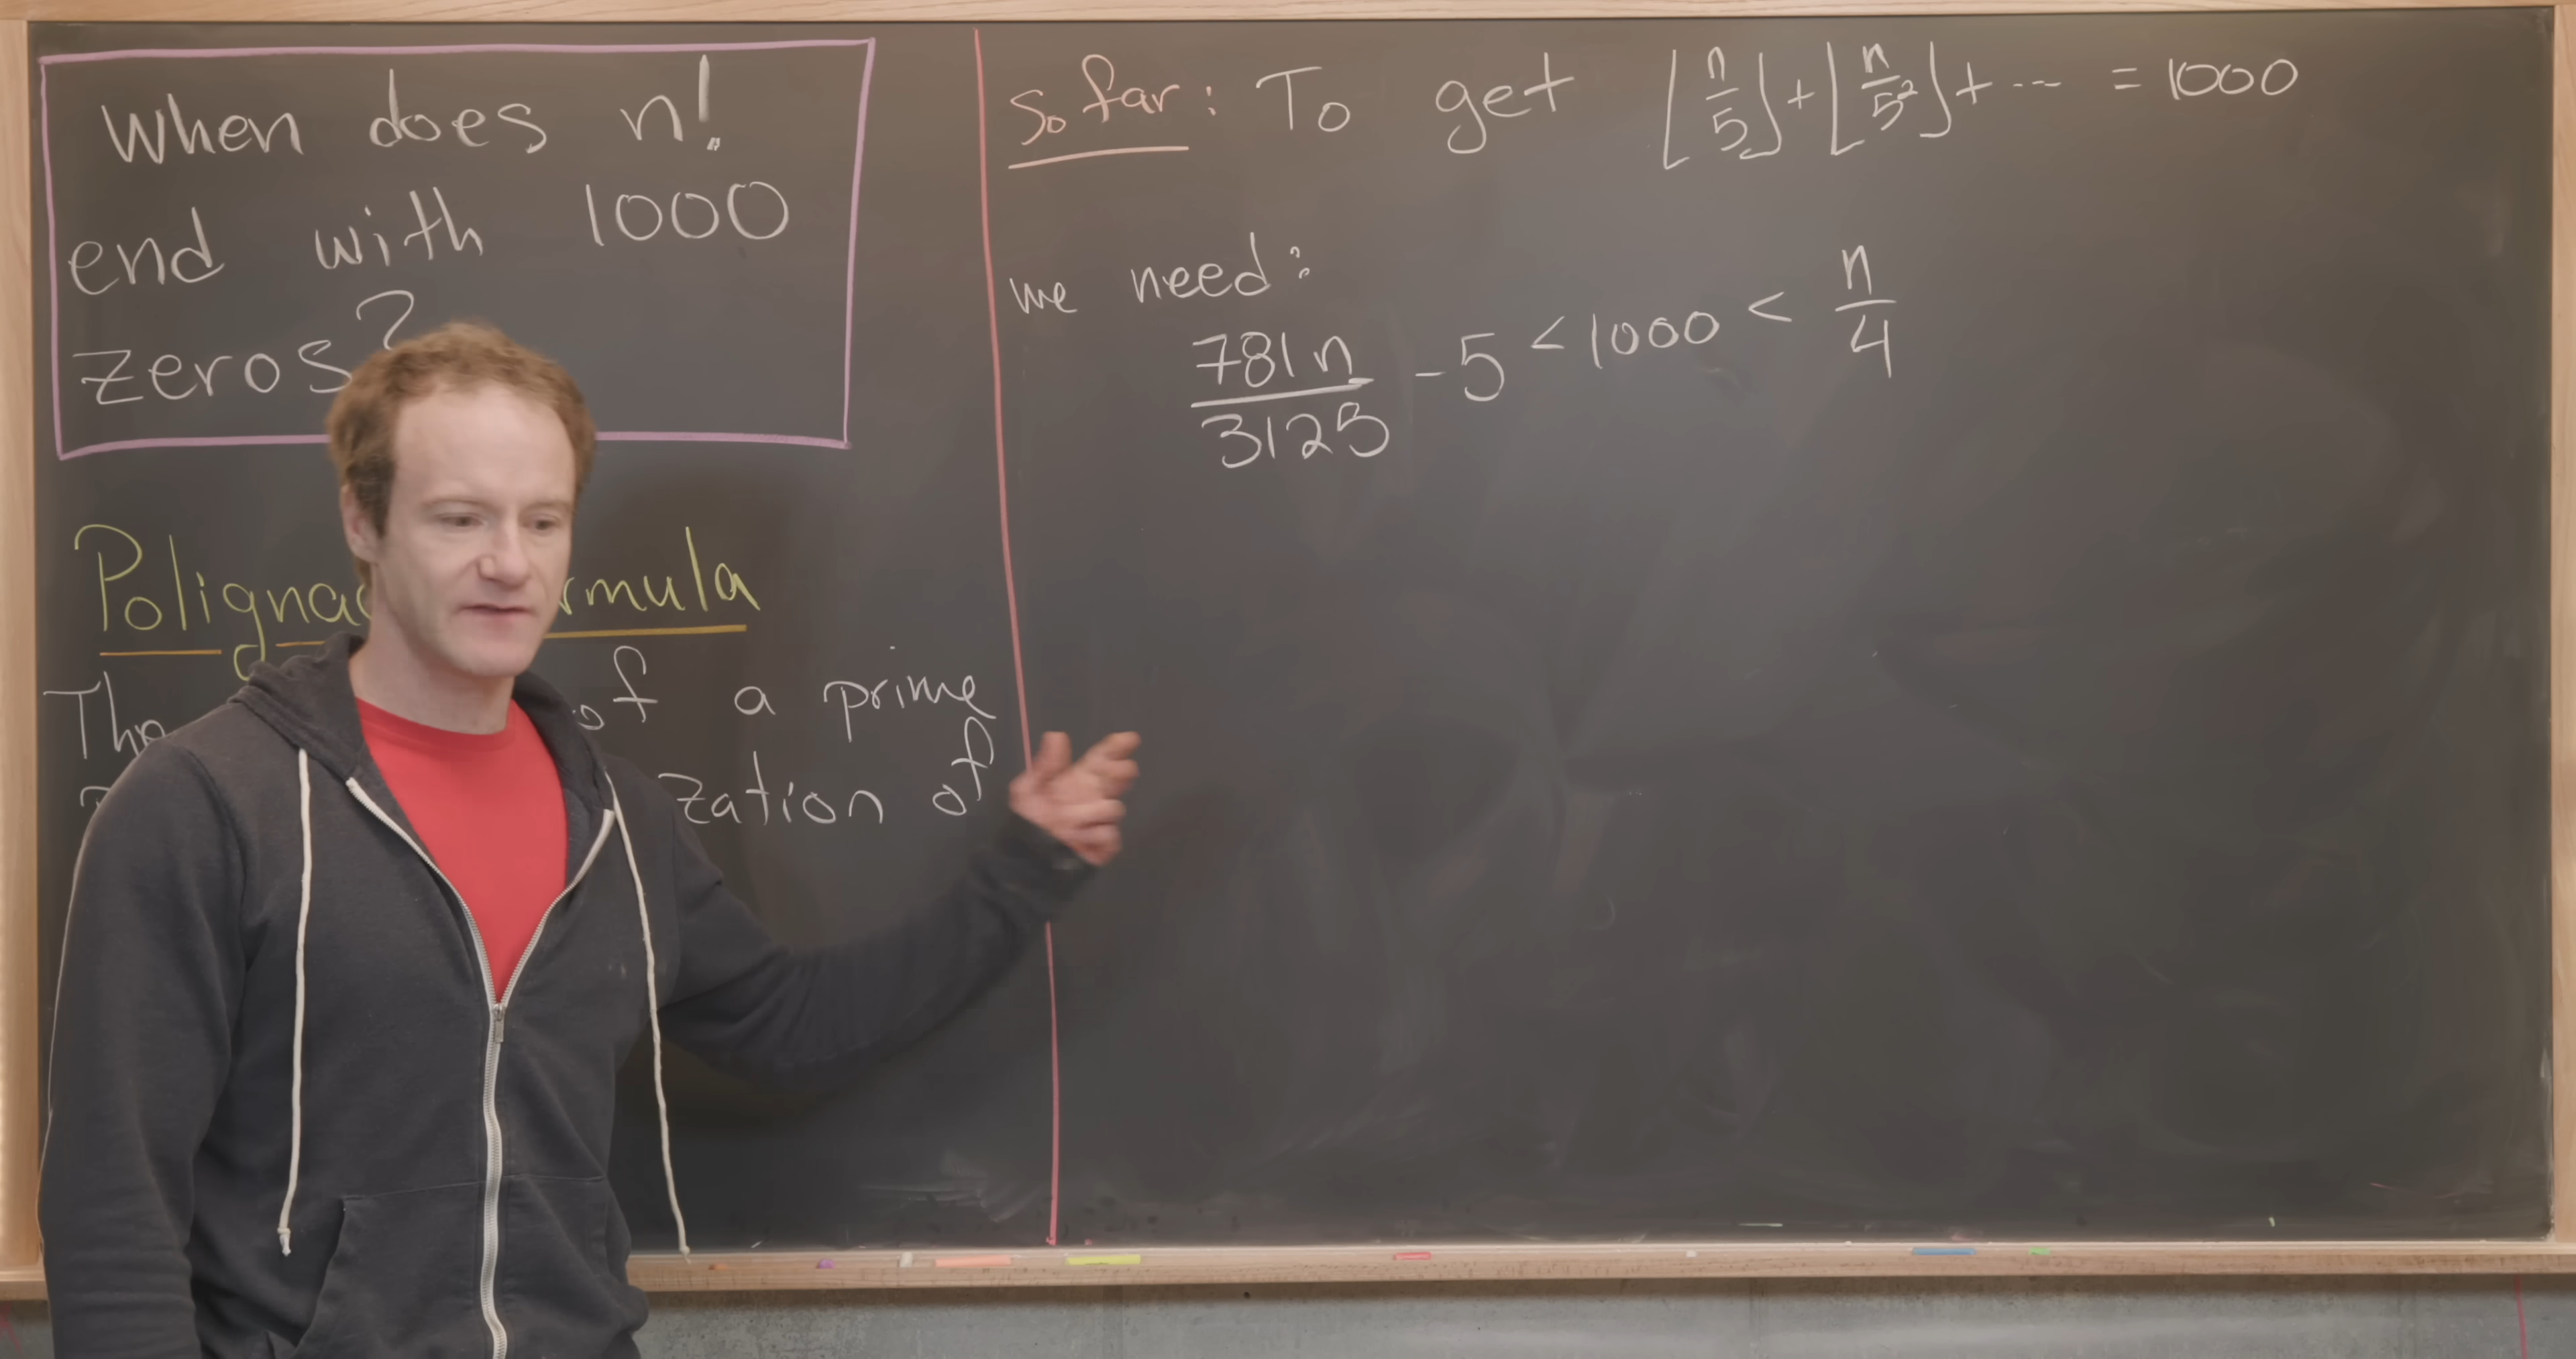 When does n!
end with 1000
zeros?
Polignac rmula
The of a prime
zation of
So far: To get ⌊n/5⌋+⌊n/5²⌋+··· = 1000
we need:
781n/3125 - 5 < 1000 < n/4